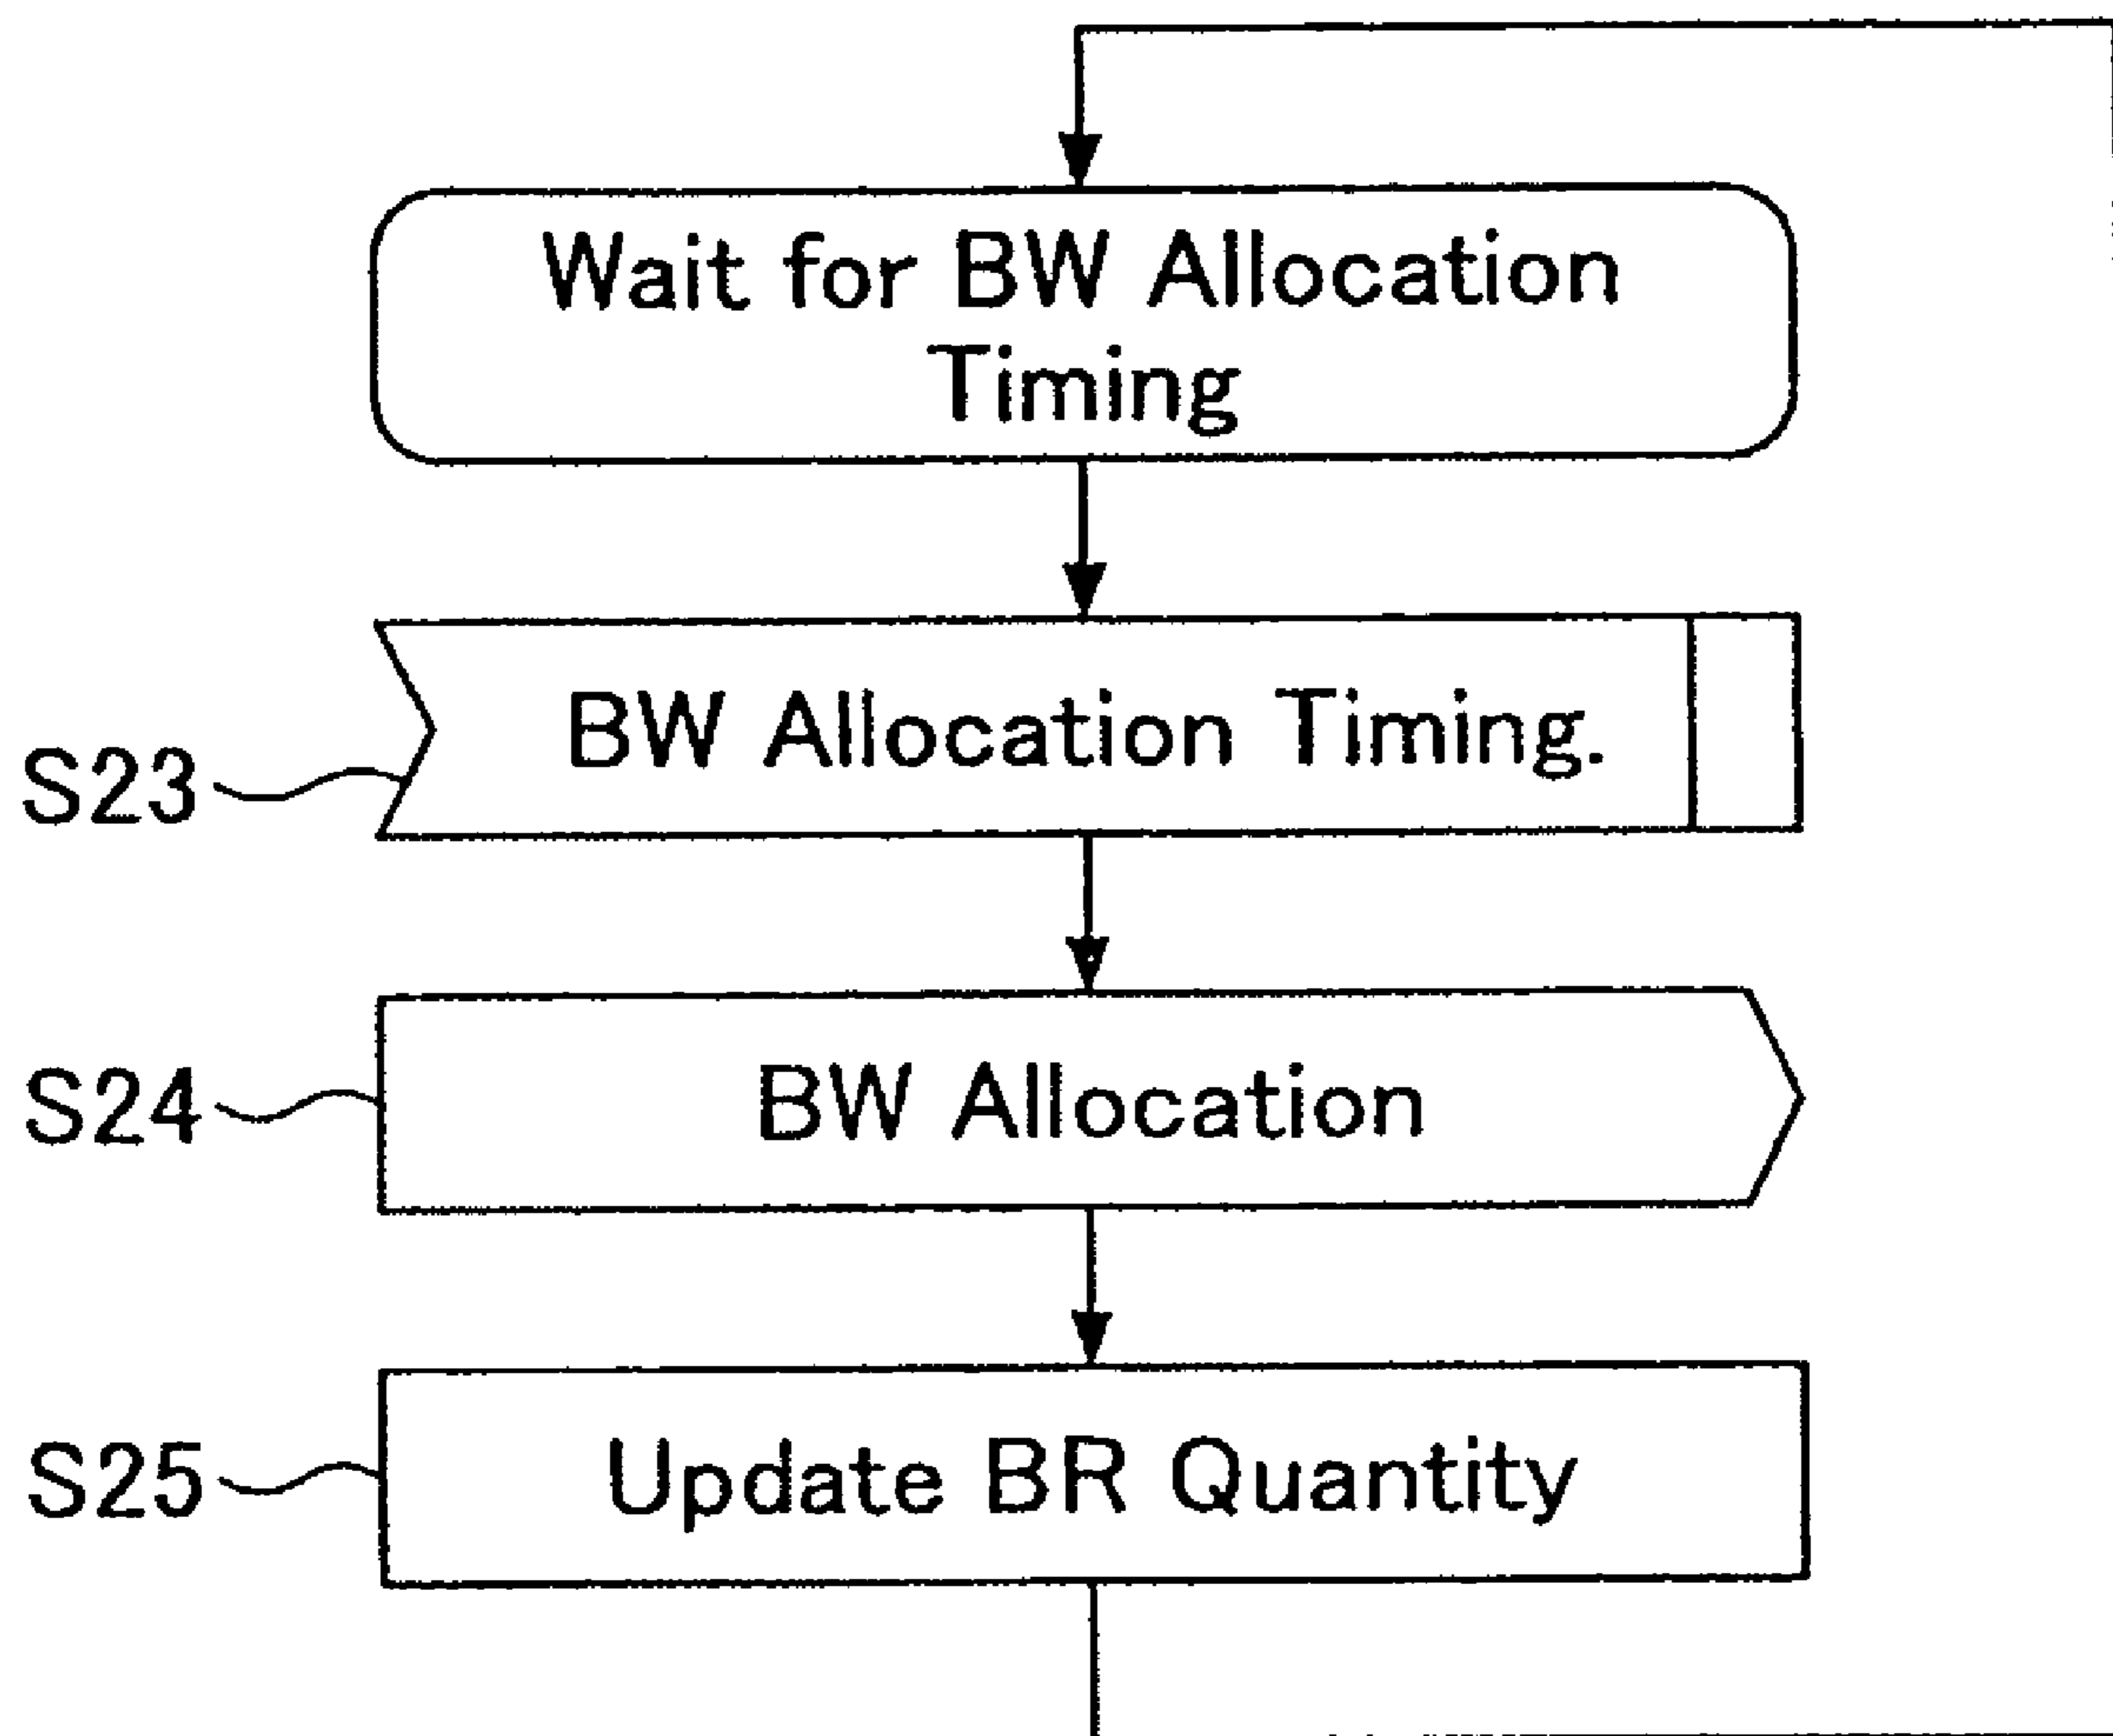 Wait for BW Allocation
Timing
BW Allocation Timing.
S23
BW Allocation
S24
Update BR Quantity
S25